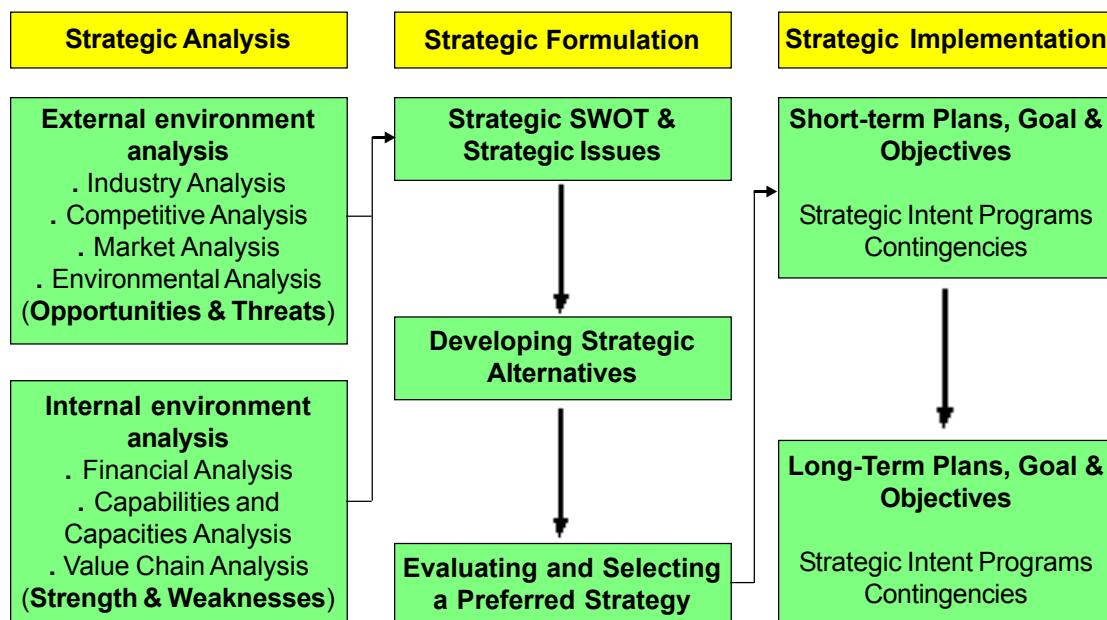 Strategic Analysis
External environment
analysis
. Industry Analysis
. Competitive Analysis
. Market Analysis
. Environmental Analysis
(Opportunities & Threats)
Internal environment
analysis
. Financial Analysis
. Capabilities and
Capacities Analysis
. Value Chain Analysis
(Strength & Weaknesses)
Strategic Formulation
Strategic SWOT &
Strategic Issues
Developing Strategic
Alternatives
Evaluating and Selecting
a Preferred Strategy
Strategic Implementation
Short-term Plans, Goal &
Objectives
Strategic Intent Programs
Contingencies
Long-Term Plans, Goal &
Objectives
Strategic Intent Programs
Contingencies